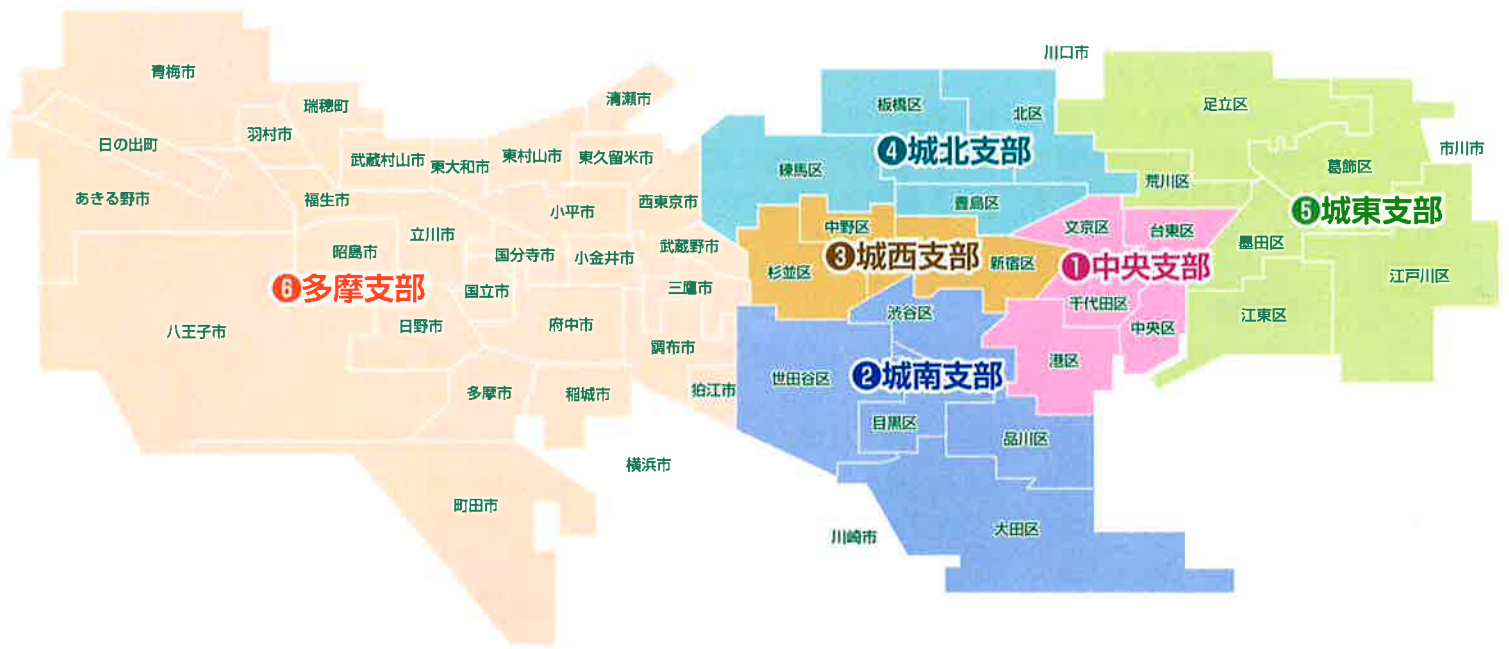 川口市
青梅市
清瀬市
瑞穂町
板橋区
足立区
北区
羽村市
日の出町
武蔵村山市
東大和市
東村山市
東久留米市
❹城北支部
市川市
練馬区
葛飾区
荒川区
あきる野市
福生市
西東京市
豊島区
小平市
❺城東支部
中野区
文京区
台東区
立川市
昭島市
国分寺市
小金井市
武蔵野市
❸城西支部
新宿区
墨田区
杉並区
❶中央支部
江戸川区
❻多摩支部
国立市
三鷹市
千代田区
渋谷区
江東区
八王子市
日野市
府中市
中央区
調布市
港区
世田谷区
❷城南支部
多摩市
稲城市
狛江市
目黒区
品川区
横浜市
町田市
川崎市
大田区